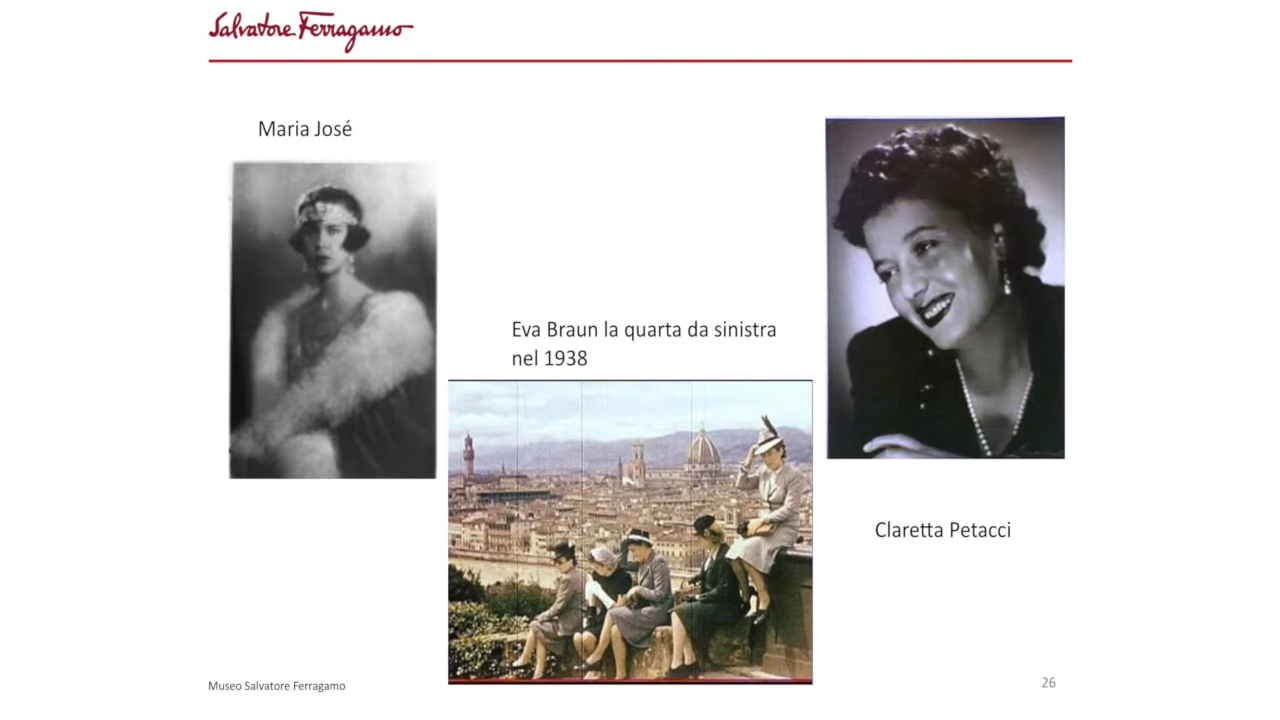 Salvatore Ferragamo
Maria José
Eva Braun la quarta da sinistra
nel 1938
Claretta Petacci
Museo Salvatore Ferragamo
26